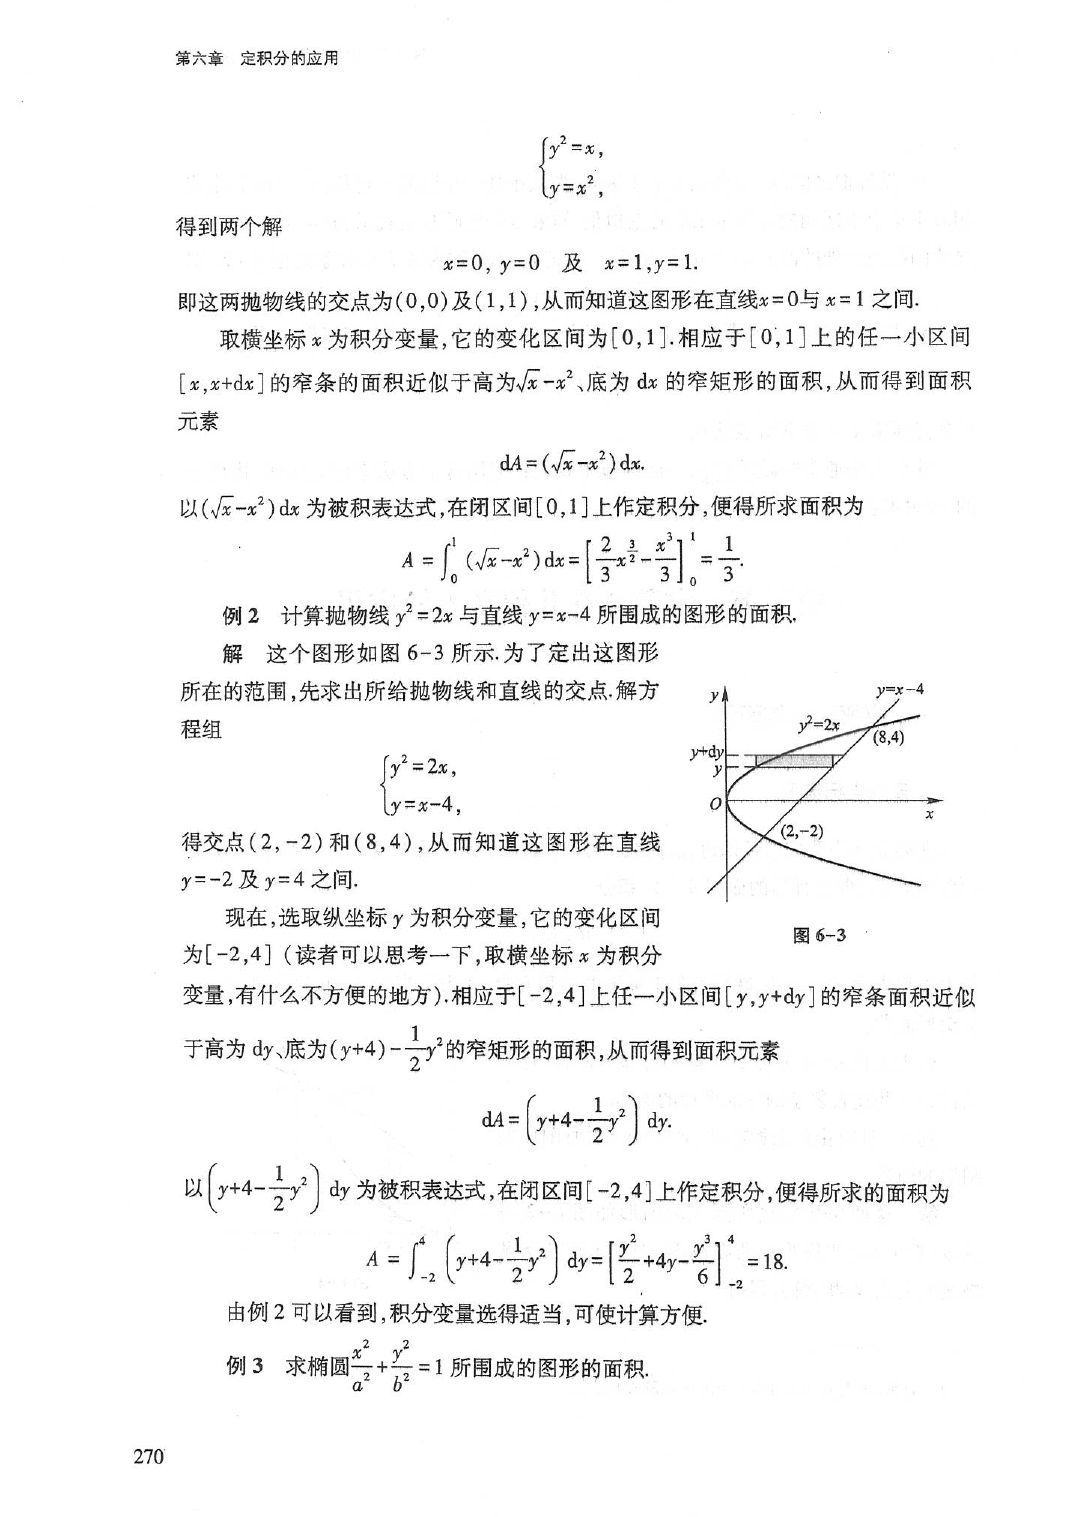 第六章 定积分的应用
{y²=x,
y=x²,
得到两个解
x=0, y=0 及 x=1,y=1.
即这两抛物线的交点为(0,0)及(1,1),从而知道这图形在直线x=0与x=1之间.
取横坐标x为积分变量,它的变化区间为[0,1].相应于[0,1]上的任一小区间
[x,x+dx]的窄条的面积近似于高为√x-x²、底为dx的窄矩形的面积,从而得到面积
元素
dA=(√x-x²)dx.
以(√x-x²)dx为被积表达式,在闭区间[0,1]上作定积分,便得所求面积为
A=∫₀¹(√x-x²)dx=[2/3 x^(3/2)-x³/3]₀¹=1/3.
例2 计算抛物线y²=2x与直线y=x-4所围成的图形的面积.
解 这个图形如图6-3所示.为了定出这图形
所在的范围,先求出所给抛物线和直线的交点.解方
程组
{y²=2x,
y=x-4,
得交点(2,-2)和(8,4),从而知道这图形在直线
y=-2及y=4之间.
现在,选取纵坐标y为积分变量,它的变化区间
为[-2,4](读者可以思考一下,取横坐标x为积分
y
y=x-4
y²=2x
(8,4)
y+dy
y
O
x
(2,-2)
图6-3
变量,有什么不方便的地方).相应于[-2,4]上任一小区间[y,y+dy]的窄条面积近似
于高为dy、底为(y+4)-1/2 y²的窄矩形的面积,从而得到面积元素
dA=(y+4-1/2 y²)dy.
以(y+4-1/2 y²)dy为被积表达式,在闭区间[-2,4]上作定积分,便得所求的面积为
A=∫₋₂⁴(y+4-1/2 y²)dy=[y²/2+4y-y³/6]₋₂⁴=18.
由例2可以看到,积分变量选得适当,可使计算方便.
例3 求椭圆x²/a²+y²/b²=1所围成的图形的面积.
270